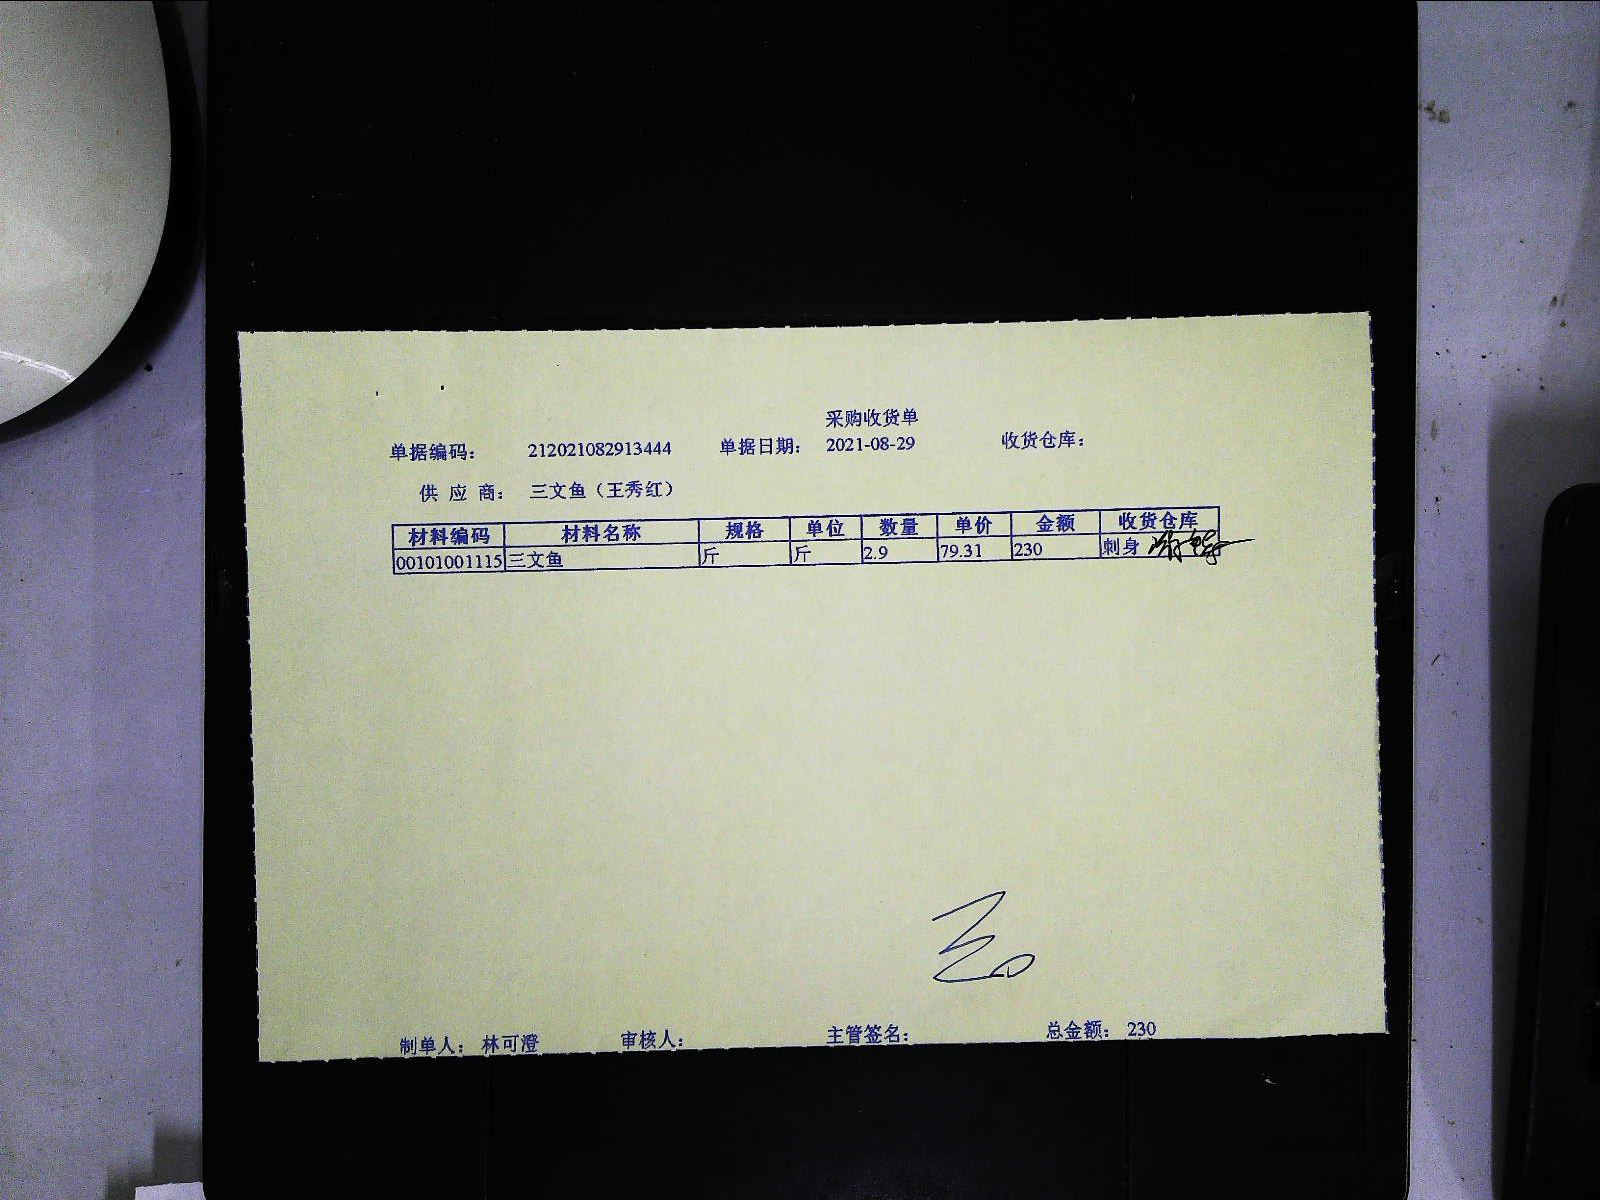 采购收货单
单据编码： 212021082913444 单据日期： 2021-08-29 收货仓库：
供 应 商： 三文鱼（王秀红）
材料编码 材料名称 规格 单位 数量 单价 金额 收货仓库
00101001115 三文鱼 斤 斤 2.9 79.31 230 刺身
制单人： 林可澄 审核人： 主管签名： 总金额： 230